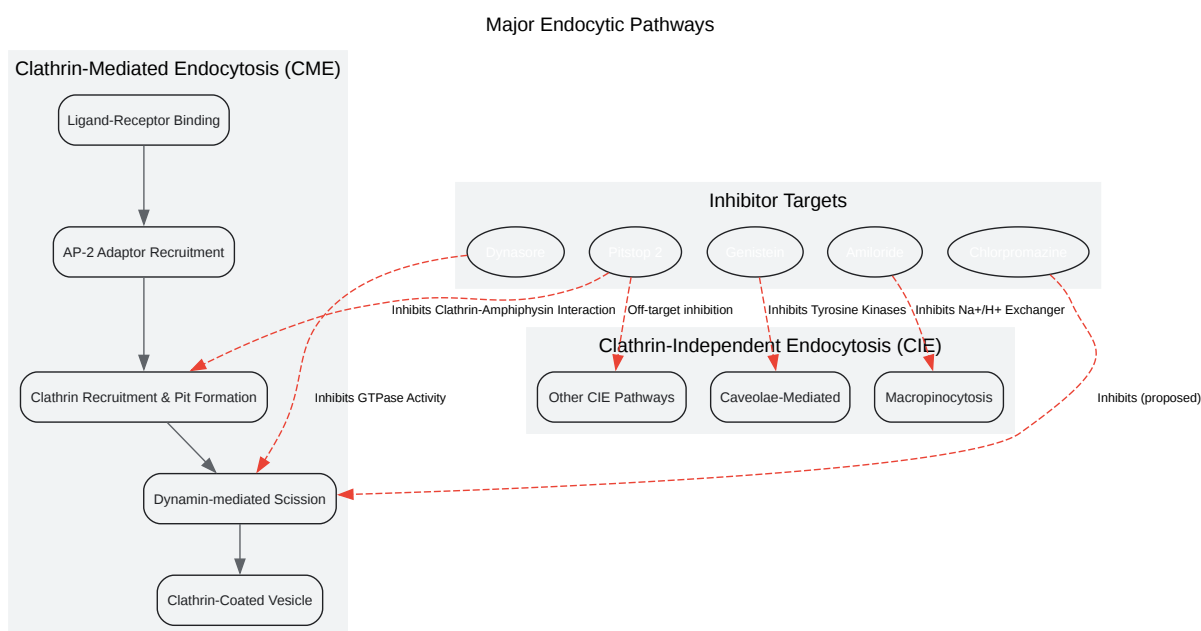 Major Endocytic Pathways
Clathrin-Mediated Endocytosis (CME)
Ligand-Receptor Binding
AP-2 Adaptor Recruitment
Clathrin Recruitment & Pit Formation
Dynamin-mediated Scission
Clathrin-Coated Vesicle
Inhibitor Targets
Dynasore
Pitstop 2
Genistein
Amiloride
Chlorpromazine
Inhibits Clathrin-Amphiphysin Interaction
Off-target inhibition
Inhibits Tyrosine Kinases
Inhibits Na+/H+ Exchanger
Clathrin-Independent Endocytosis (CIE)
Other CIE Pathways
Caveolae-Mediated
Macropinocytosis
Inhibits GTPase Activity
Inhibits (proposed)